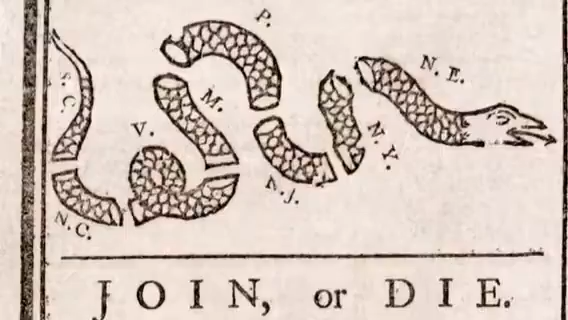 S. C.
N. C.
V.
M.
P.
N. J.
N. Y.
N. E.
JOIN, or DIE.